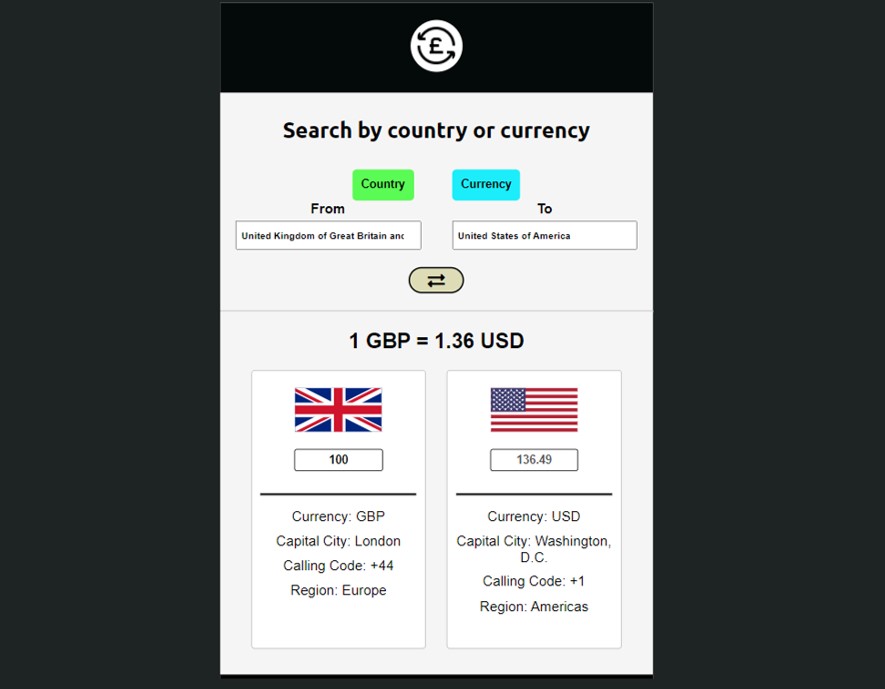 £
Search by country or currency
Country
Currency
From
To
United Kingdom of Great Britain and
United States of America
1 GBP = 1.36 USD
100
Currency: GBP
Capital City: London
Calling Code: +44
Region: Europe
136.49
Currency: USD
Capital City: Washington,
D.C.
Calling Code: +1
Region: Americas